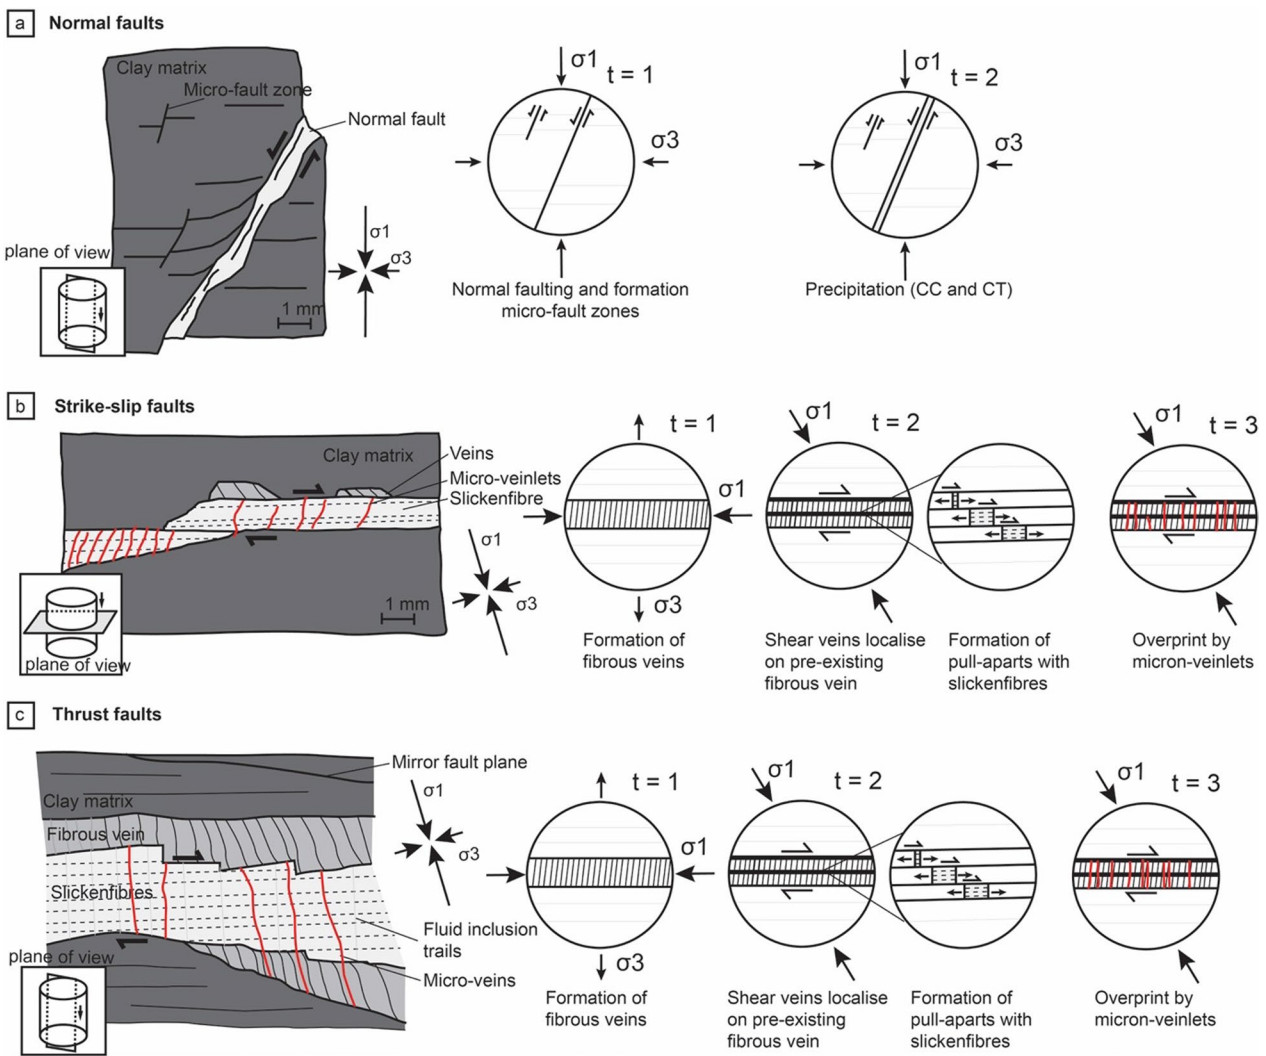 a Normal faults
Clay matrix
Micro-fault zone
Normal fault
σ1
σ3
plane of view
1 mm
σ1
t = 1
σ3
Normal faulting and formation
micro-fault zones
σ1
t = 2
σ3
Precipitation (CC and CT)
b Strike-slip faults
Clay matrix
Veins
Micro-veinlets
Slickenfibre
σ1
σ3
1 mm
plane of view
t = 1
σ1
σ3
Formation of
fibrous veins
σ1
t = 2
Shear veins localise
on pre-existing
fibrous vein
Formation of
pull-aparts with
slickenfibres
σ1
t = 3
Overprint by
micron-veinlets
c Thrust faults
Mirror fault plane
Clay matrix
Fibrous vein
Slickenfibres
σ1
σ3
Fluid inclusion
trails
Micro-veins
plane of view
t = 1
σ1
σ3
Formation of
fibrous veins
σ1
t = 2
Shear veins localise
on pre-existing
fibrous vein
Formation of
pull-aparts with
slickenfibres
σ1
t = 3
Overprint by
micron-veinlets